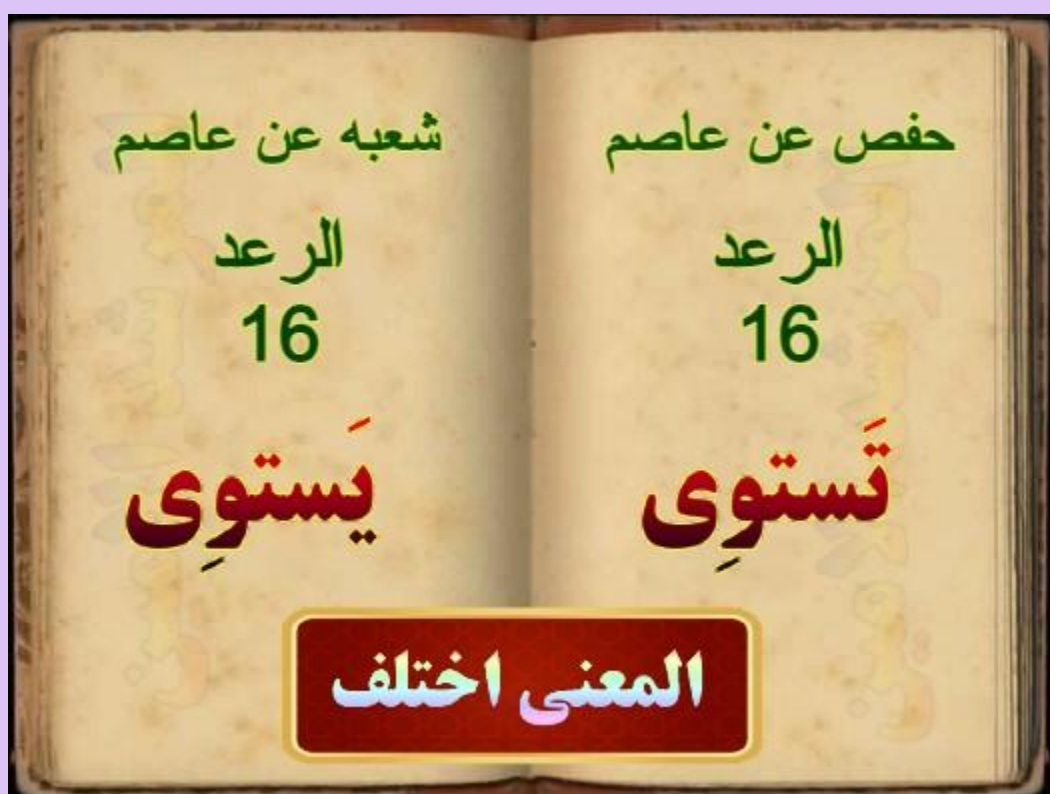 حفص عن عاصم
الرعد
16
تَستوِى
شعبه عن عاصم
الرعد
16
يَستوِى
المعنى اختلف